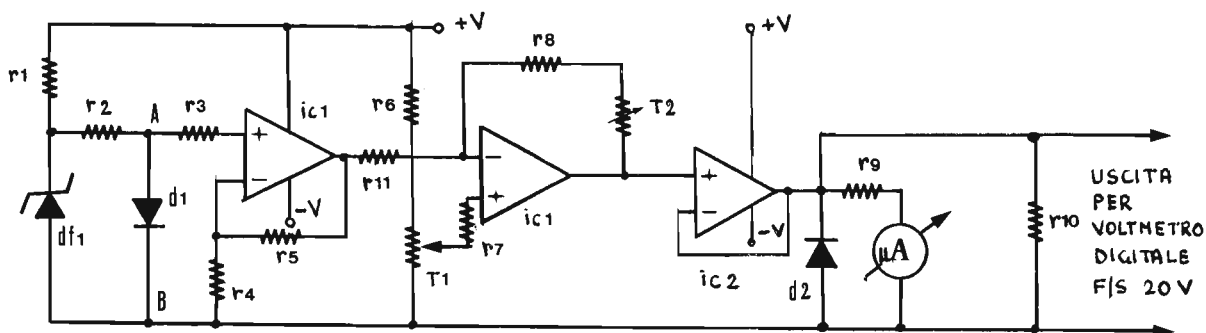 +V
+V
r1
r2
A
r3
ic1
r6
r8
T2
+
-
r11
-
+
ic1
+
-
-V
r9
d1
df1
-V
r5
r4
B
T1
r7
ic2
d2
µA
r10
USCITA
PER
VOLTMETRO
DIGITALE
F/S 20V